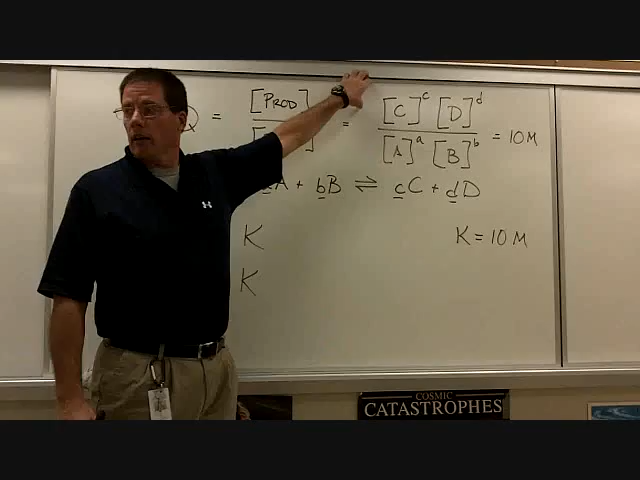 Q = [PROD] = [C]^c [D]^d / [A]^a [B]^b = 10 M
aA + bB ⇌ cC + dD
K K = 10 M
K
COSMIC
CATASTROPHES